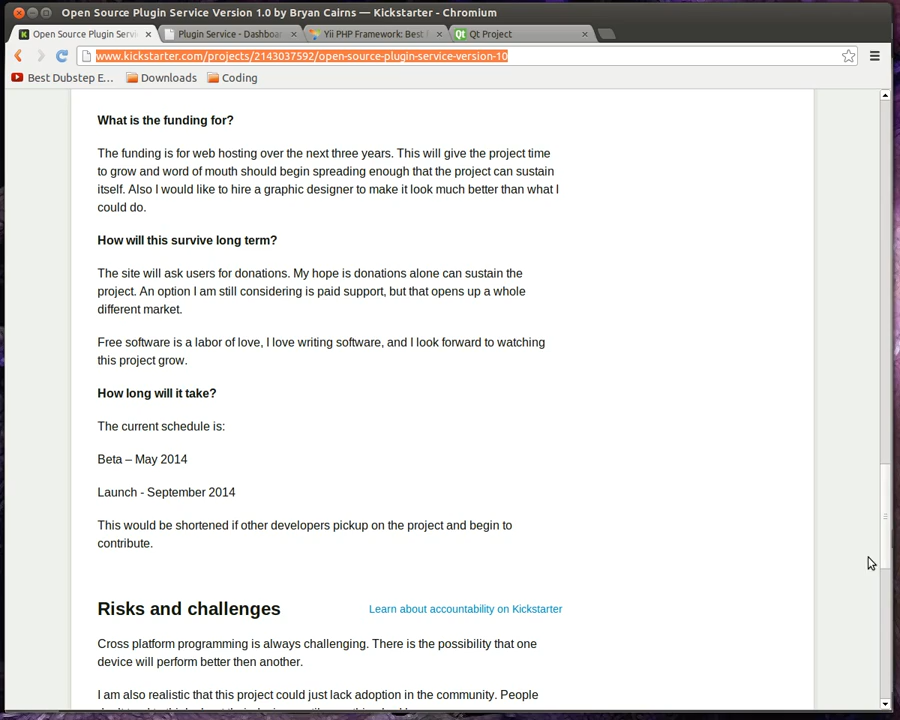 Open Source Plugin Service Version 1.0 by Bryan Cairns — Kickstarter - Chromium
Open Source Plugin Servi
Plugin Service - Dashboa
Yii PHP Framework: Best
Qt Project
www.kickstarter.com/projects/2143037592/open-source-plugin-service-version-10
Best Dubstep E...
Downloads
Coding
What is the funding for?
The funding is for web hosting over the next three years. This will give the project time
to grow and word of mouth should begin spreading enough that the project can sustain
itself. Also I would like to hire a graphic designer to make it look much better than what I
could do.
How will this survive long term?
The site will ask users for donations. My hope is donations alone can sustain the
project. An option I am still considering is paid support, but that opens up a whole
different market.
Free software is a labor of love, I love writing software, and I look forward to watching
this project grow.
How long will it take?
The current schedule is:
Beta – May 2014
Launch - September 2014
This would be shortened if other developers pickup on the project and begin to
contribute.
Risks and challenges
Learn about accountability on Kickstarter
Cross platform programming is always challenging. There is the possibility that one
device will perform better then another.
I am also realistic that this project could just lack adoption in the community. People